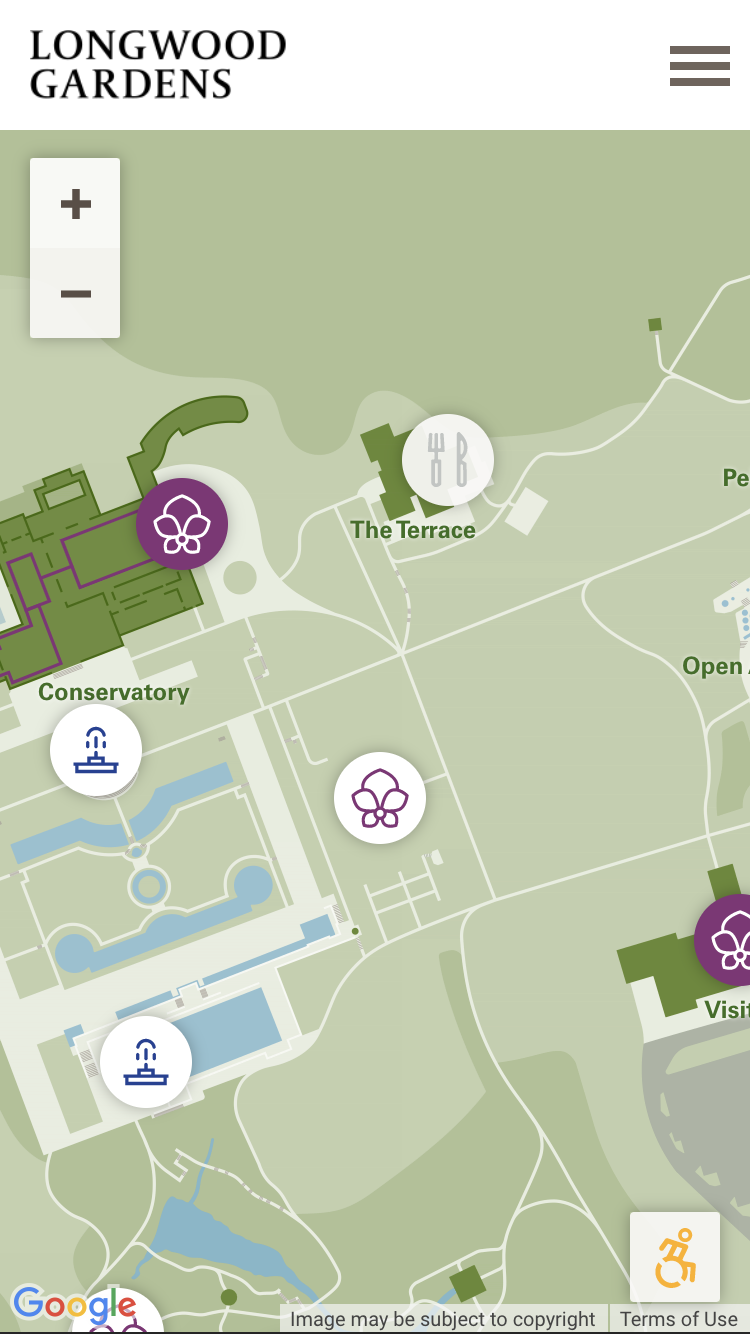 LONGWOOD
GARDENS
+
−
The Terrace
Pe
Open
Conservatory
Visit
Google
Image may be subject to copyright
Terms of Use